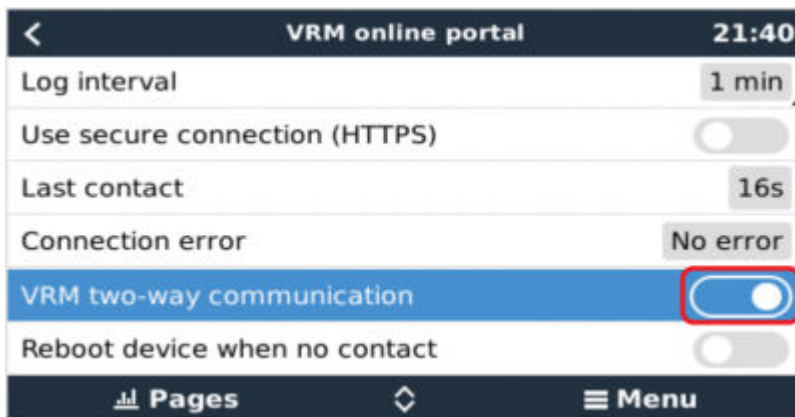 VRM online portal 21:40
Log interval 1 min
Use secure connection (HTTPS)
Last contact 16s
Connection error No error
VRM two-way communication
Reboot device when no contact
Pages Menu